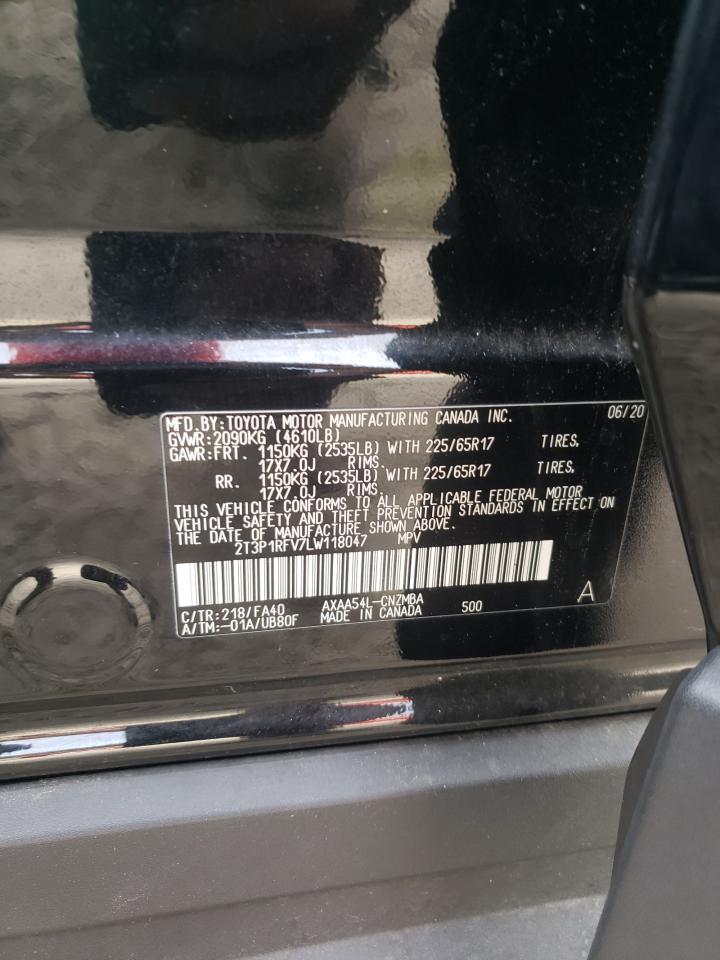 MFD.BY:TOYOTA MOTOR MANUFACTURING CANADA INC. 06/20
GVWR:2090KG (4610LB)
GAWR:FRT. 1150KG (2535LB) WITH 225/65R17 TIRES,
17X7.0J RIMS.
RR. 1150KG (2535LB) WITH 225/65R17 TIRES,
17X7.0J RIMS.
THIS VEHICLE CONFORMS TO ALL APPLICABLE FEDERAL MOTOR
VEHICLE SAFETY AND THEFT PREVENTION STANDARDS IN EFFECT ON
THE DATE OF MANUFACTURE SHOWN ABOVE.
2T3P1RFV7LW118047 MPV
C/TR:218/FA40 AXAA54L-CNZMBA 500 A
A/TM:-01A/UB80F MADE IN CANADA